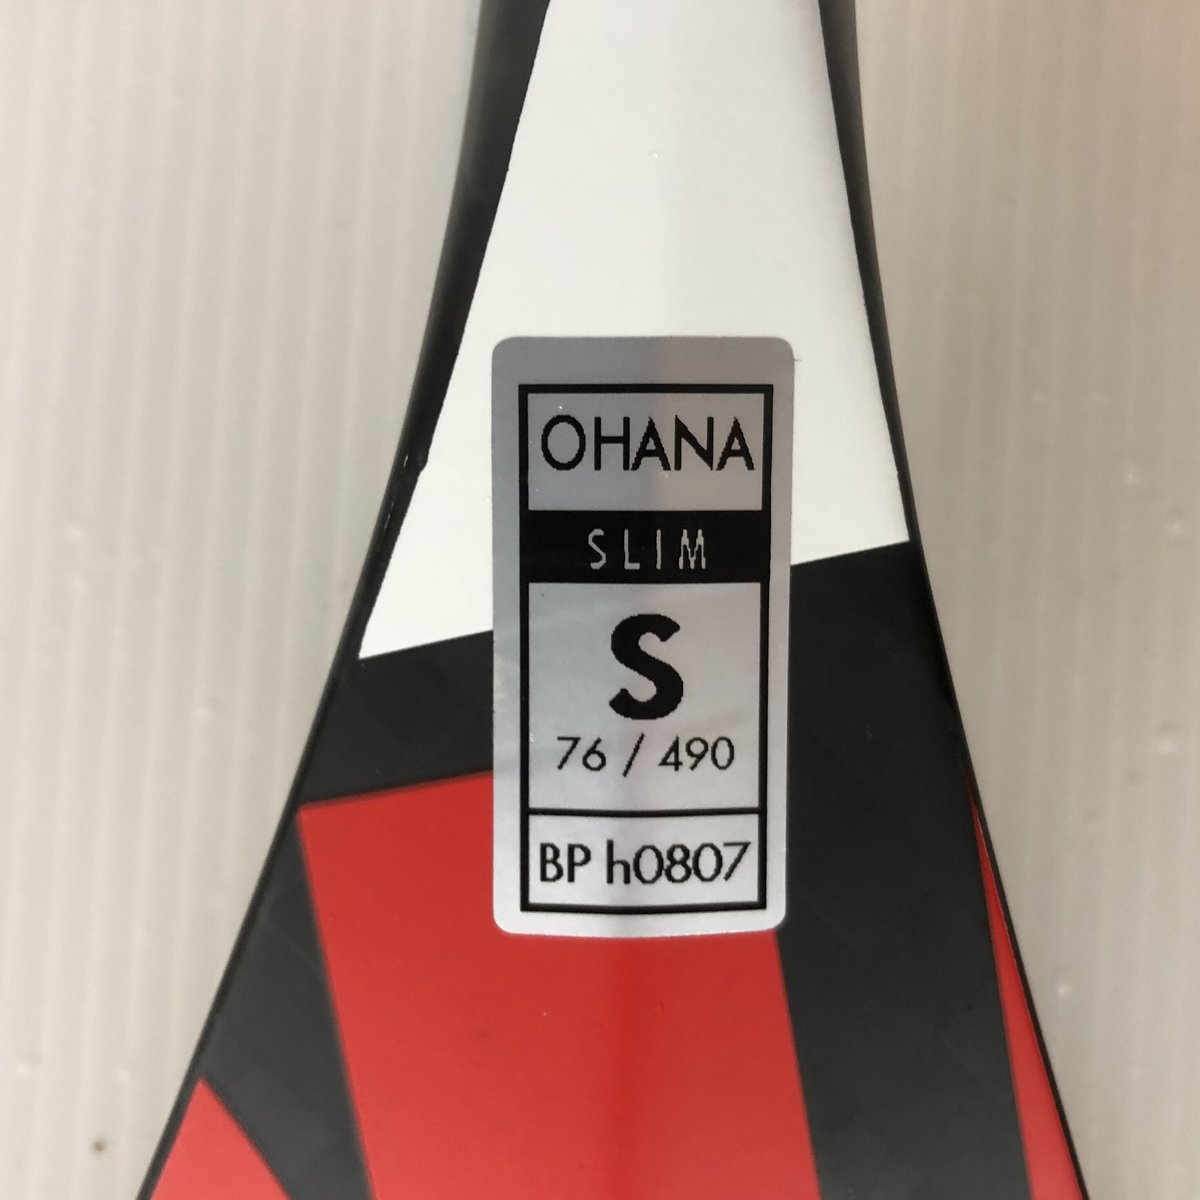 OHANA
SLIM
S
76 / 490
BP h0807